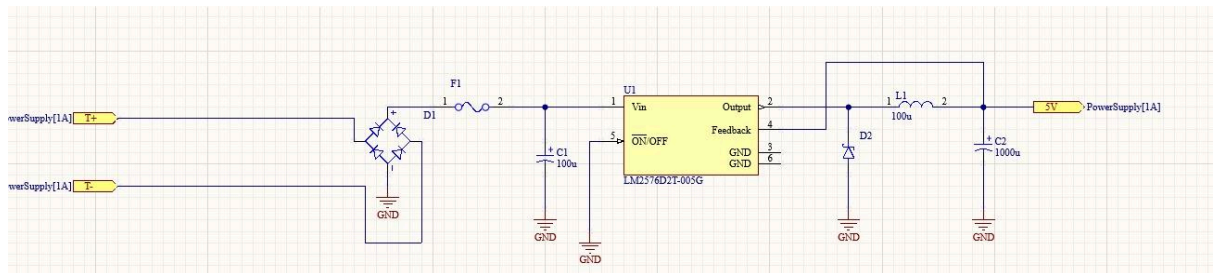 F1
1
2
D1
+
-
T+
PowerSupply[1A]
T-
PowerSupply[1A]
GND
+
C1
100u
GND
U1
1
Vin
Output
2
Feedback
4
5
ON/OFF
GND
3
GND
6
LM2576D2T-005G
GND
D2
GND
L1
1
2
100u
+
C2
1000u
GND
5V
PowerSupply[1A]